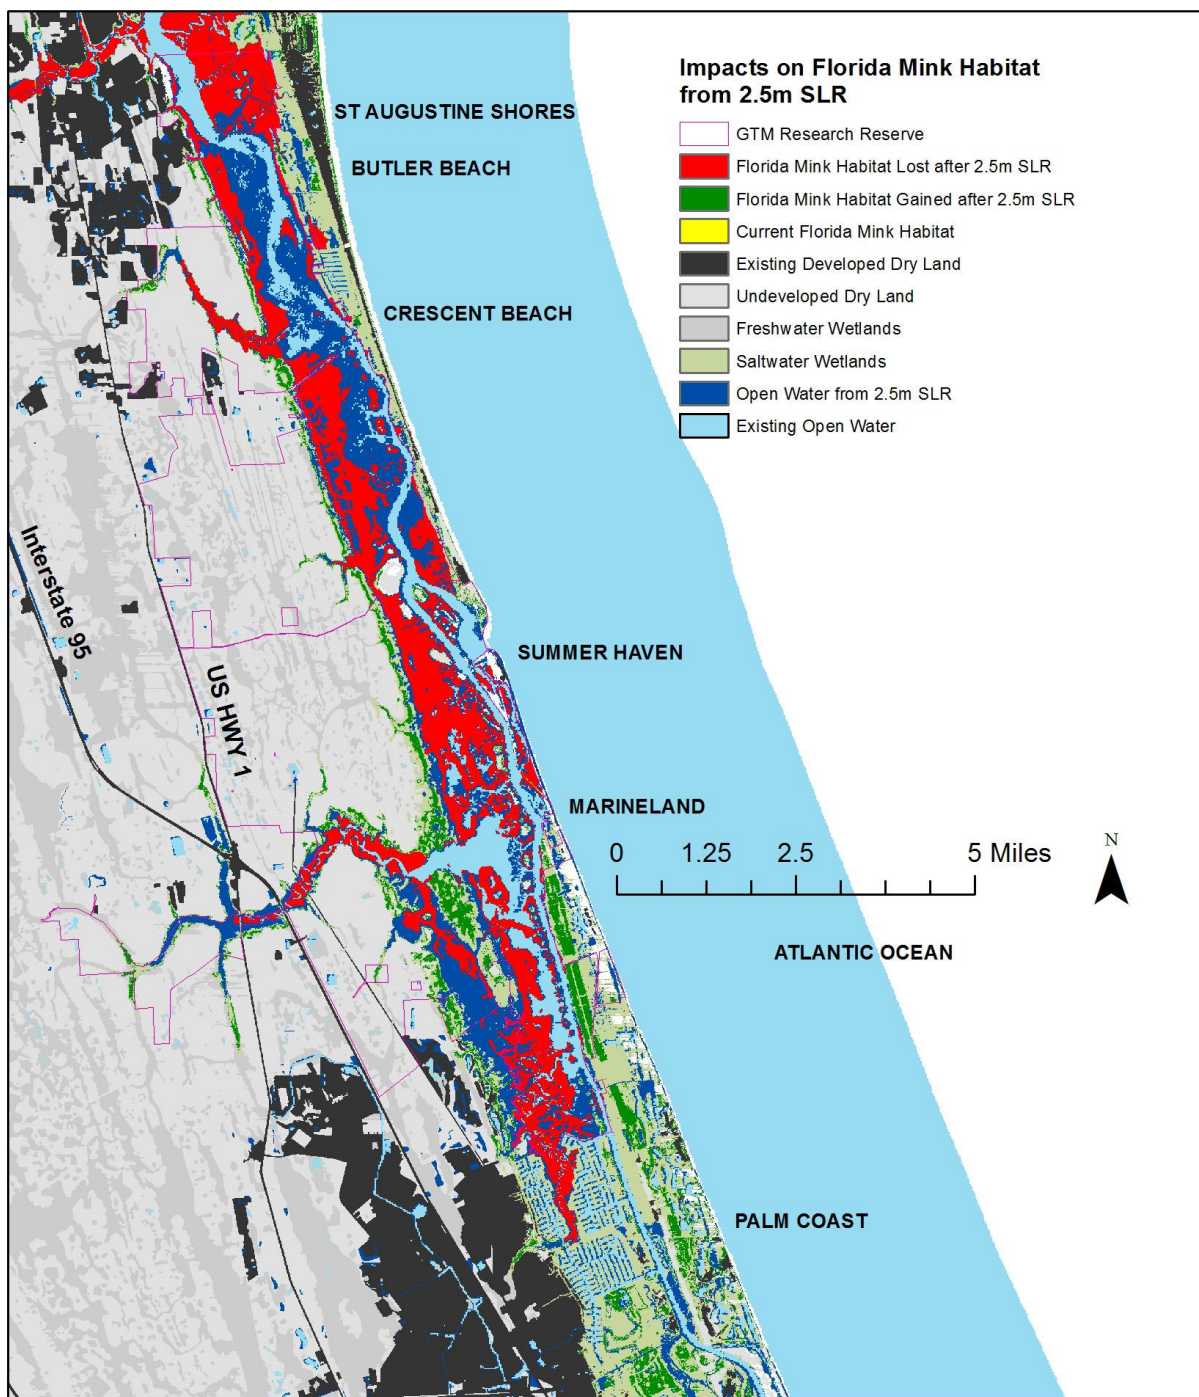 Impacts on Florida Mink Habitat
from 2.5m SLR
GTM Research Reserve
Florida Mink Habitat Lost after 2.5m SLR
Florida Mink Habitat Gained after 2.5m SLR
Current Florida Mink Habitat
Existing Developed Dry Land
Undeveloped Dry Land
Freshwater Wetlands
Saltwater Wetlands
Open Water from 2.5m SLR
Existing Open Water
ST AUGUSTINE SHORES
BUTLER BEACH
CRESCENT BEACH
Interstate 95
US HWY 1
SUMMER HAVEN
MARINELAND
0 1.25 2.5 5 Miles
N
ATLANTIC OCEAN
PALM COAST